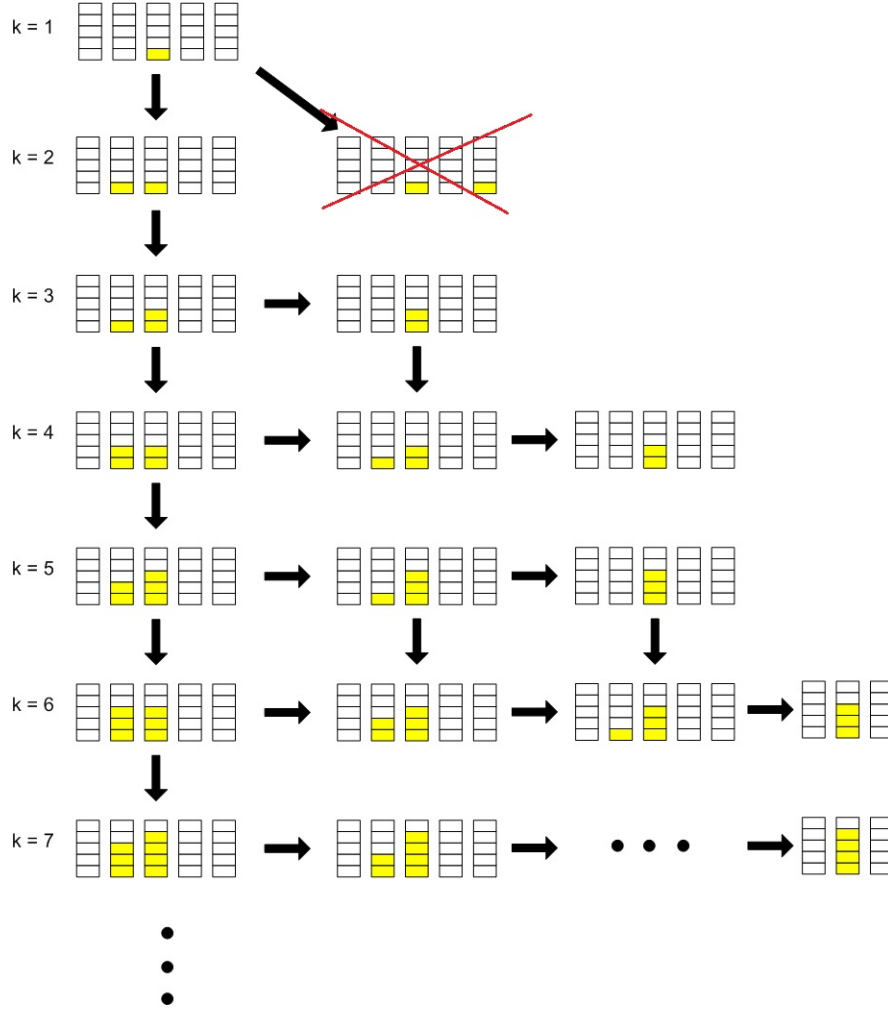 k = 1
k = 2
k = 3
k = 4
k = 5
k = 6
k = 7